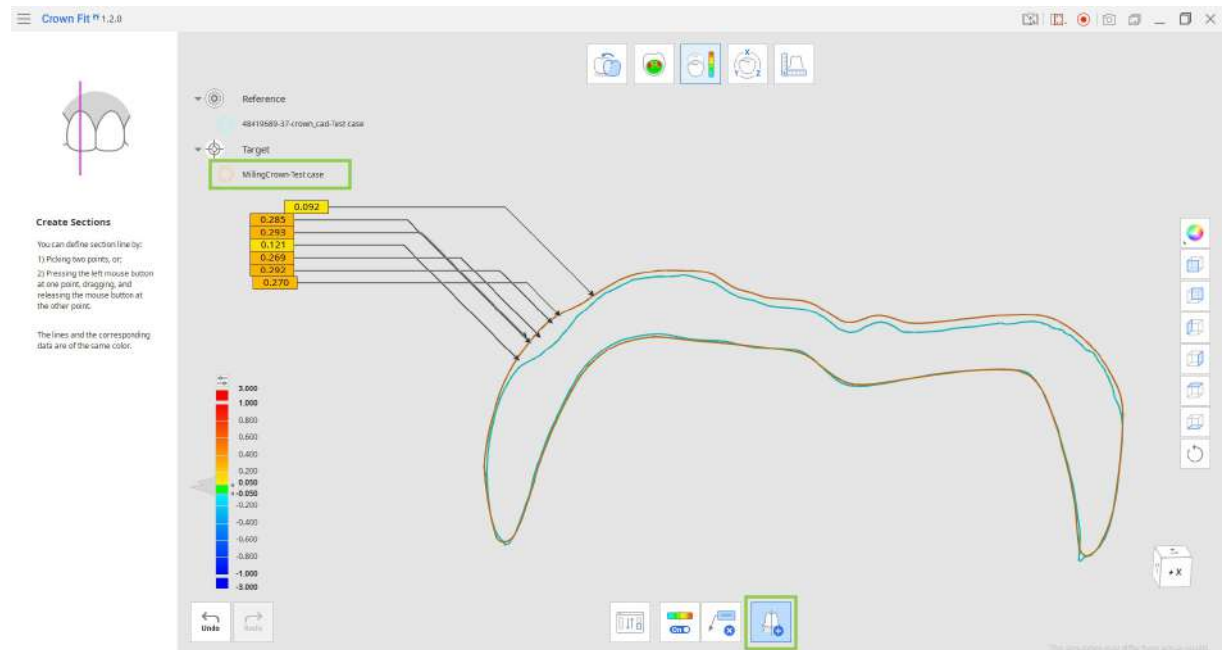 Crown Fit 1.2.0
Reference
48419689-37-crown_cad-Test case
Target
MillingCrown-Test case
0.092
0.285
0.293
0.121
0.269
0.292
0.270
Create Sections
You can define section line by:
1) Picking two points, or;
2) Pressing the left mouse button
at one point, dragging, and
releasing the mouse button at
the other point.
The lines and the corresponding
data are of the same color.
3.000
1.000
0.800
0.600
0.400
0.200
0.050
-0.050
-0.200
-0.400
-0.600
-0.800
-1.000
-3.000
Undo
Redo
On
X
Y
Z
+ X